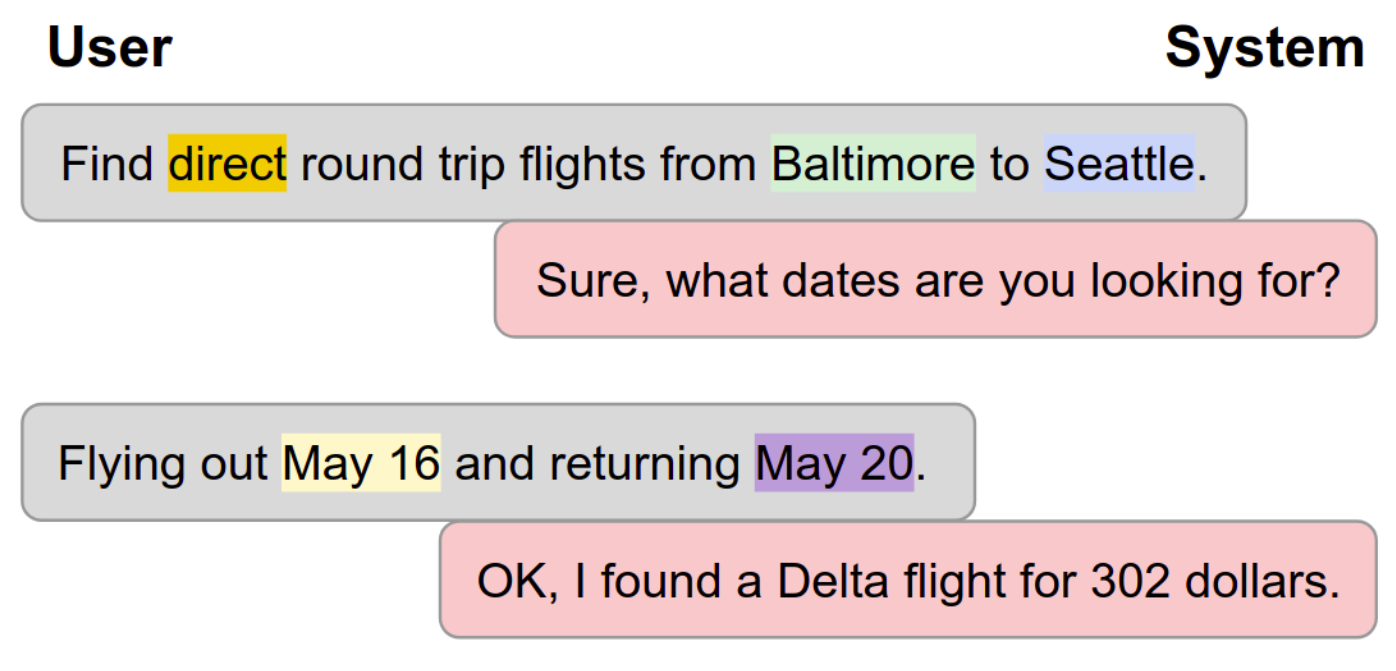 User
System
Find direct round trip flights from Baltimore to Seattle.
Sure, what dates are you looking for?
Flying out May 16 and returning May 20.
OK, I found a Delta flight for 302 dollars.